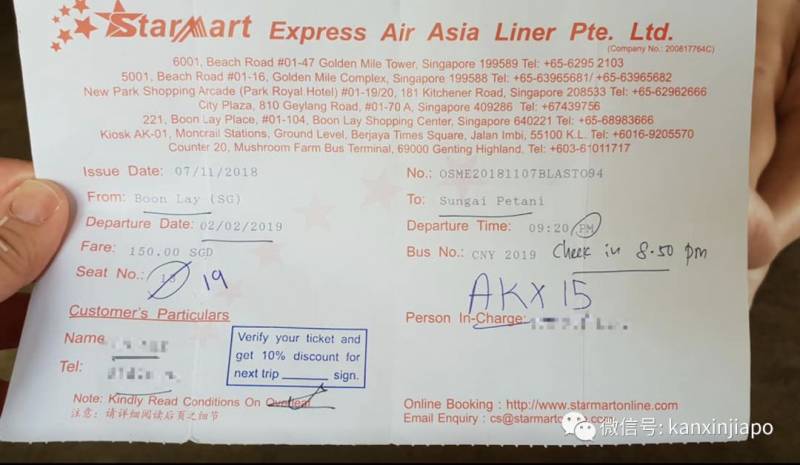 Starmart Express Air Asia Liner Pte. Ltd.
(Company No.: 200817764C)
6001, Beach Road #01-47 Golden Mile Tower, Singapore 199589 Tel: +65-6295 2103
5001, Beach Road #01-16, Golden Mile Complex, Singapore 199588 Tel: +65-63965681/ +65-63965682
New Park Shopping Arcade (Park Royal Hotel) #01-19/20, 181 Kitchener Road, Singapore 208533 Tel: +65-62962666
City Plaza, 810 Geylang Road, #01-70 A, Singapore 409286 Tel: +67439756
221, Boon Lay Place, #01-104, Boon Lay Shopping Center, Singapore 640221 Tel: +65-68983666
Kiosk AK-01, Moncrail Stations, Ground Level, Berjaya Times Square, Jalan Imbi, 55100 K.L. Tel: +6016-9205570
Counter 20, Mushroom Farm Bus Terminal, 69000 Genting Highland. Tel: +603-61011717
Issue Date: 07/11/2018 No.: OSME20181107BLASTO94
From: Boon Lay (SG) To: Sungai Petani
Departure Date: 02/02/2019 Departure Time: 09:20 PM
Fare: 150.00 SGD Bus No.: CNY 2019 Check in 8.50 pm
Seat No.: 19
AKX 15
Customer's Particulars Person In-Charge:
Name
Tel:
Verify your ticket and
get 10% discount for
next trip ______ sign.
Note: Kindly Read Conditions On Overleaf
注意: 请详细阅读后页之细节
Online Booking : http://www.starmartonline.com
Email Enquiry : cs@starmarto
微信号: kanxinjiapo